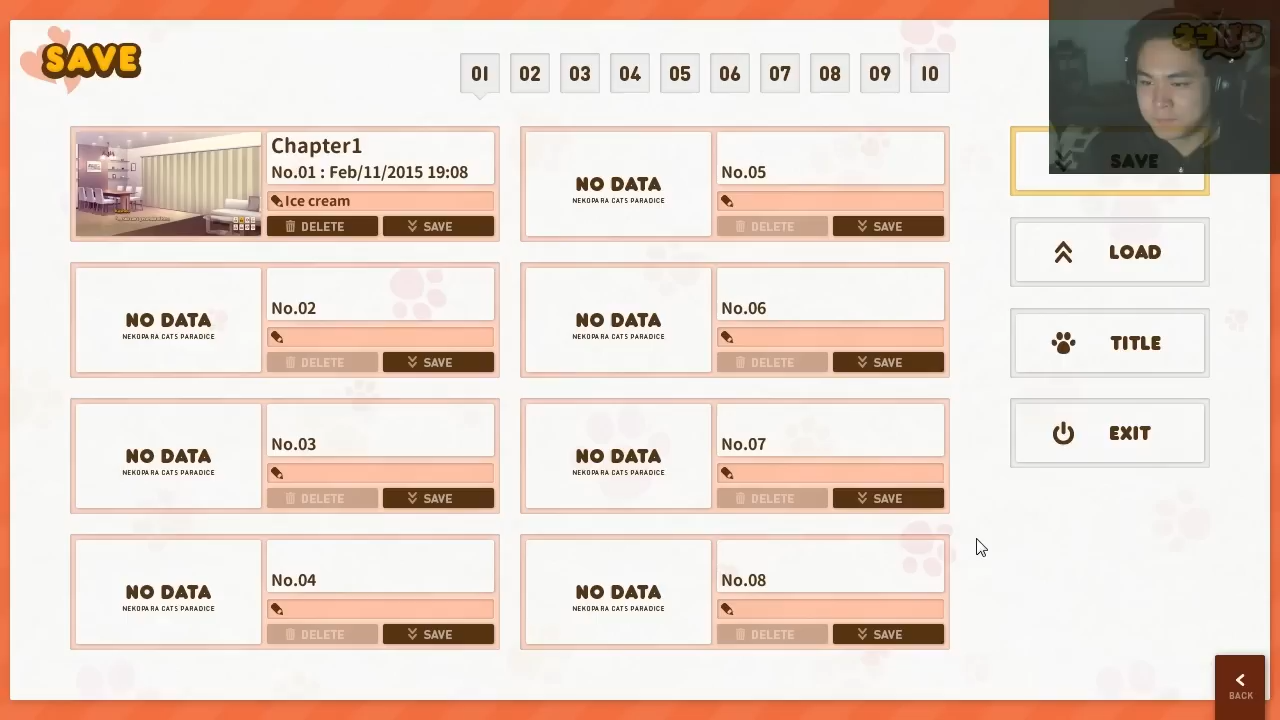 SAVE
01 02 03 04 05 06 07 08 09 10
ネコぱら
Chapter1
No.01 : Feb/11/2015 19:08
Ice cream
DELETE SAVE
NO DATA
NEKOPARA CATS PARADICE
No.02
DELETE SAVE
NO DATA
NEKOPARA CATS PARADICE
No.03
DELETE SAVE
NO DATA
NEKOPARA CATS PARADICE
No.04
DELETE SAVE
NO DATA
NEKOPARA CATS PARADICE
No.05
DELETE SAVE
NO DATA
NEKOPARA CATS PARADICE
No.06
DELETE SAVE
NO DATA
NEKOPARA CATS PARADICE
No.07
DELETE SAVE
NO DATA
NEKOPARA CATS PARADICE
No.08
DELETE SAVE
SAVE
LOAD
TITLE
EXIT
BACK